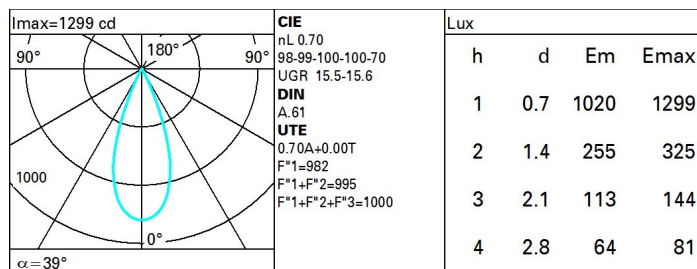 Imax=1299 cd
90° 180° 90°
1000
0°
α=39°
CIE
nL 0.70
98-99-100-100-70
UGR 15.5-15.6
DIN
A.61
UTE
0.70A+0.00T
F"1=982
F"1+F"2=995
F"1+F"2+F"3=1000
Lux
h d Em Emax
1 0.7 1020 1299
2 1.4 255 325
3 2.1 113 144
4 2.8 64 81